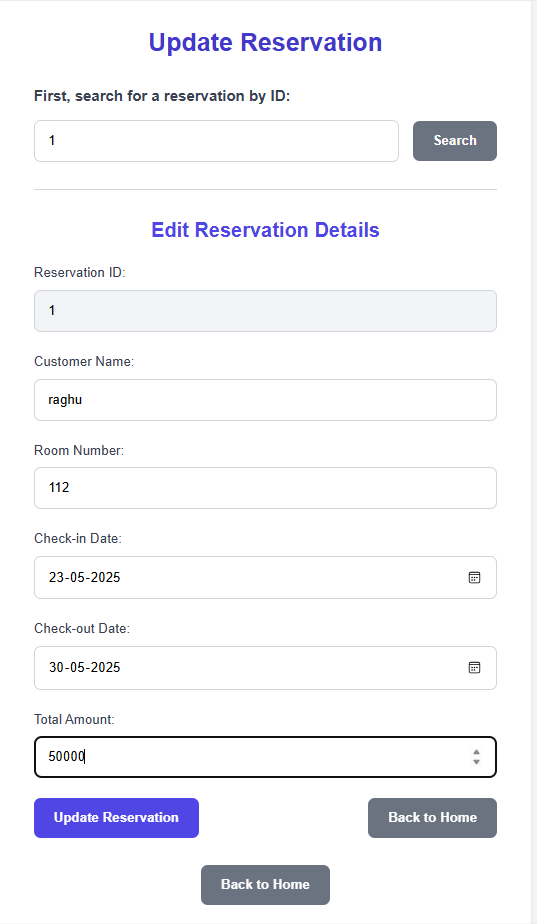 Update Reservation
First, search for a reservation by ID:
1
Search
Edit Reservation Details
Reservation ID:
1
Customer Name:
raghu
Room Number:
112
Check-in Date:
23-05-2025
Check-out Date:
30-05-2025
Total Amount:
50000
Update Reservation
Back to Home
Back to Home